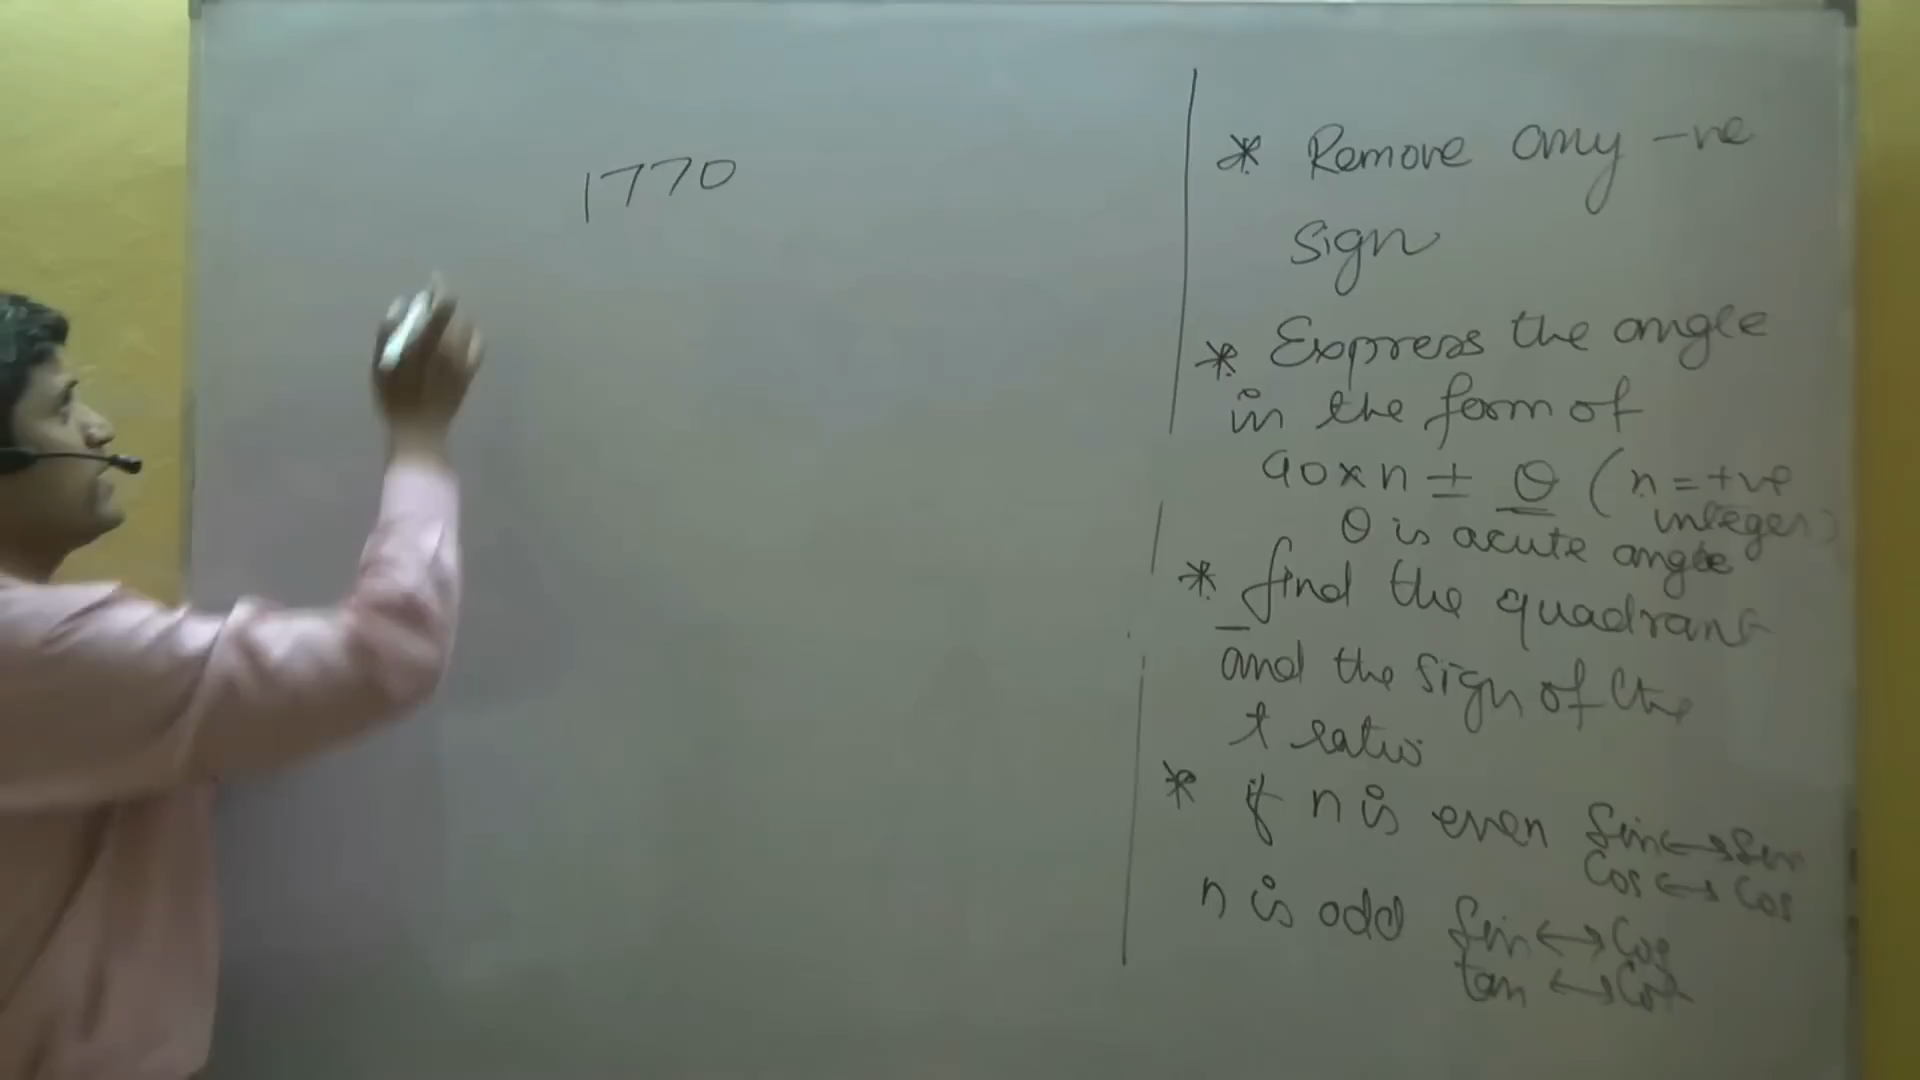 1770
* Remove any -ve
sign
* Express the angle
in the form of
90×n ± θ (n = +ve
integer)
θ is acute angle
* find the quadrant
and the sign of the
t ratio
* if n is even Sin↔Sin
Cos↔Cos
n is odd Sin↔Cos
tan↔Cot